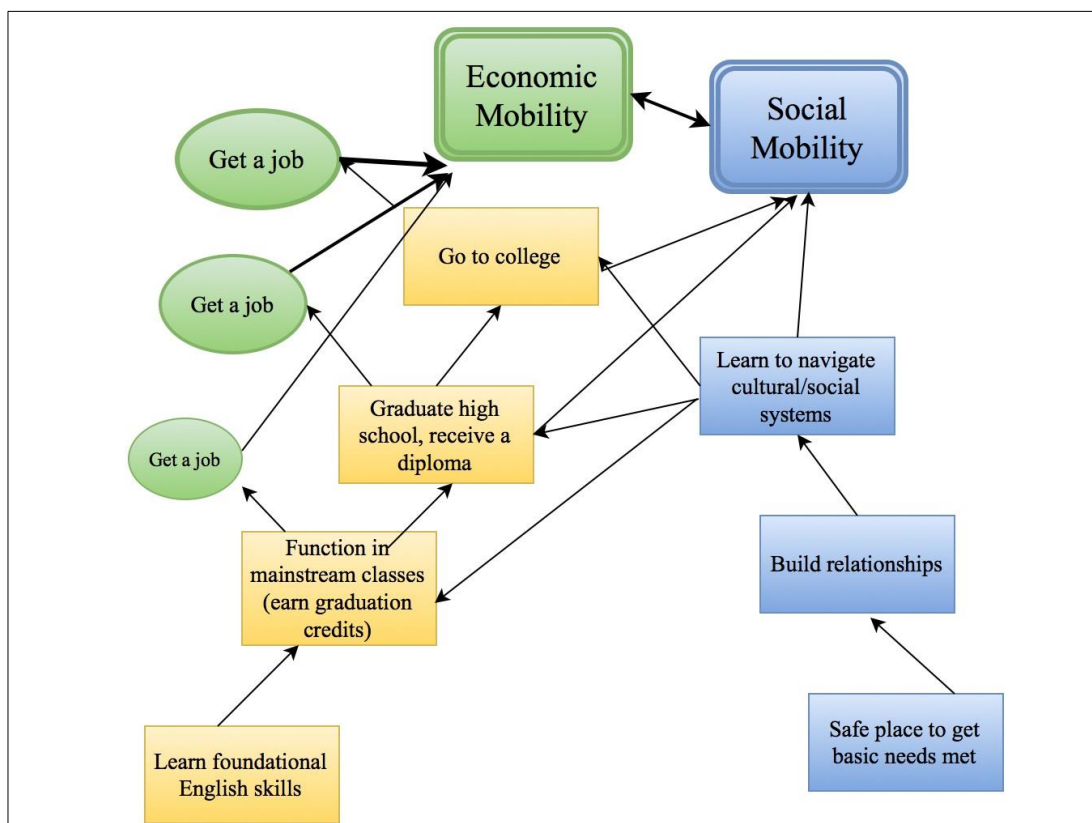 Economic
Mobility
Social
Mobility
Get a job
Go to college
Get a job
Learn to navigate
cultural/social
systems
Graduate high
school, receive a
diploma
Get a job
Function in
mainstream classes
(earn graduation
credits)
Build relationships
Safe place to get
basic needs met
Learn foundational
English skills